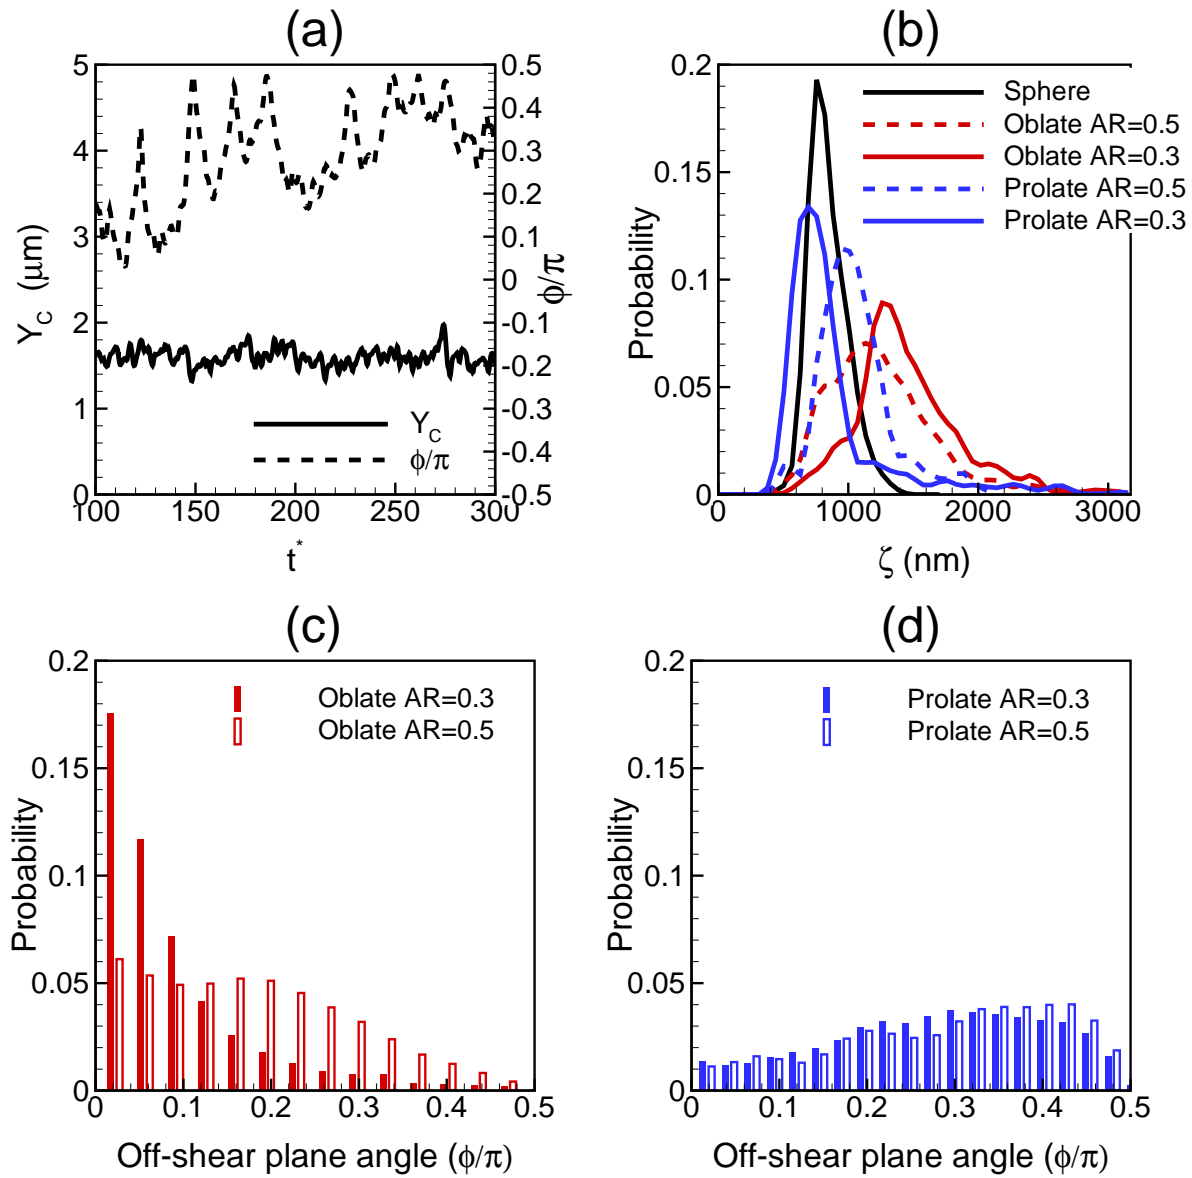 (a)
5
4
3
2
1
0
Y_C (μm)
0.5
0.4
0.3
0.2
0.1
0
-0.1
-0.2
-0.3
-0.4
-0.5
ϕ/π
Y_C
ϕ/π
100 150 200 250 300
t*
(b)
0.2
0.15
0.1
0.05
0
Probability
Sphere
Oblate AR=0.5
Oblate AR=0.3
Prolate AR=0.5
Prolate AR=0.3
0 1000 2000 3000
ζ (nm)
(c)
0.2
0.15
0.1
0.05
0
Probability
Oblate AR=0.3
Oblate AR=0.5
0 0.1 0.2 0.3 0.4 0.5
Off-shear plane angle (ϕ/π)
(d)
0.2
0.15
0.1
0.05
0
Probability
Prolate AR=0.3
Prolate AR=0.5
0 0.1 0.2 0.3 0.4 0.5
Off-shear plane angle (ϕ/π)